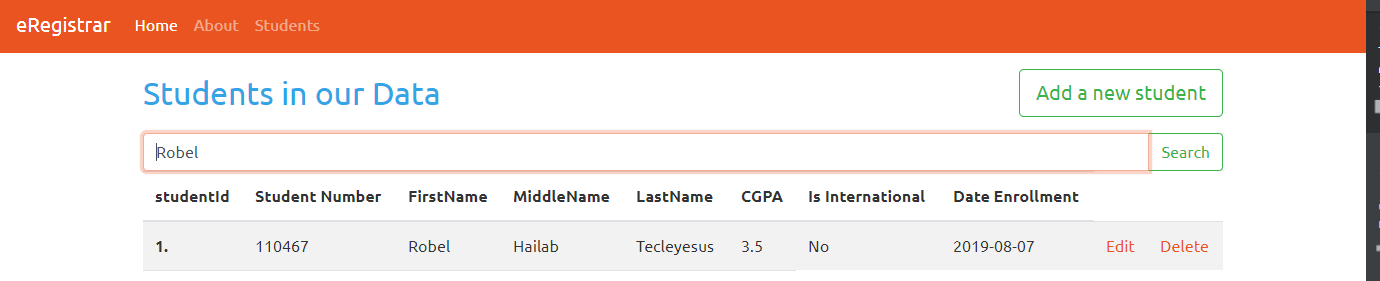 eRegistrar Home About Students
Students in our Data Add a new student
Robel Search
studentId Student Number FirstName MiddleName LastName CGPA Is International Date Enrollment
1. 110467 Robel Hailab Tecleyesus 3.5 No 2019-08-07 Edit Delete